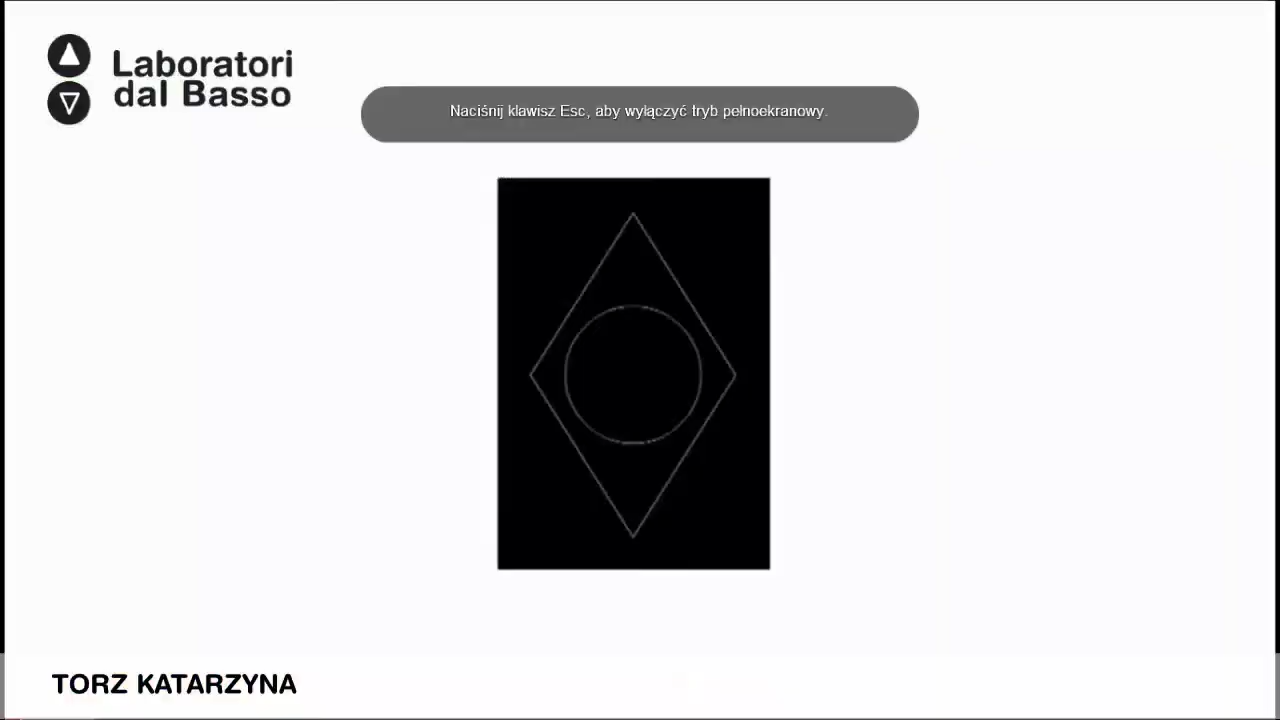 Laboratori
dal Basso
Naciśnij klawisz Esc, aby wyłączyć tryb pełnoekranowy.
TORZ KATARZYNA